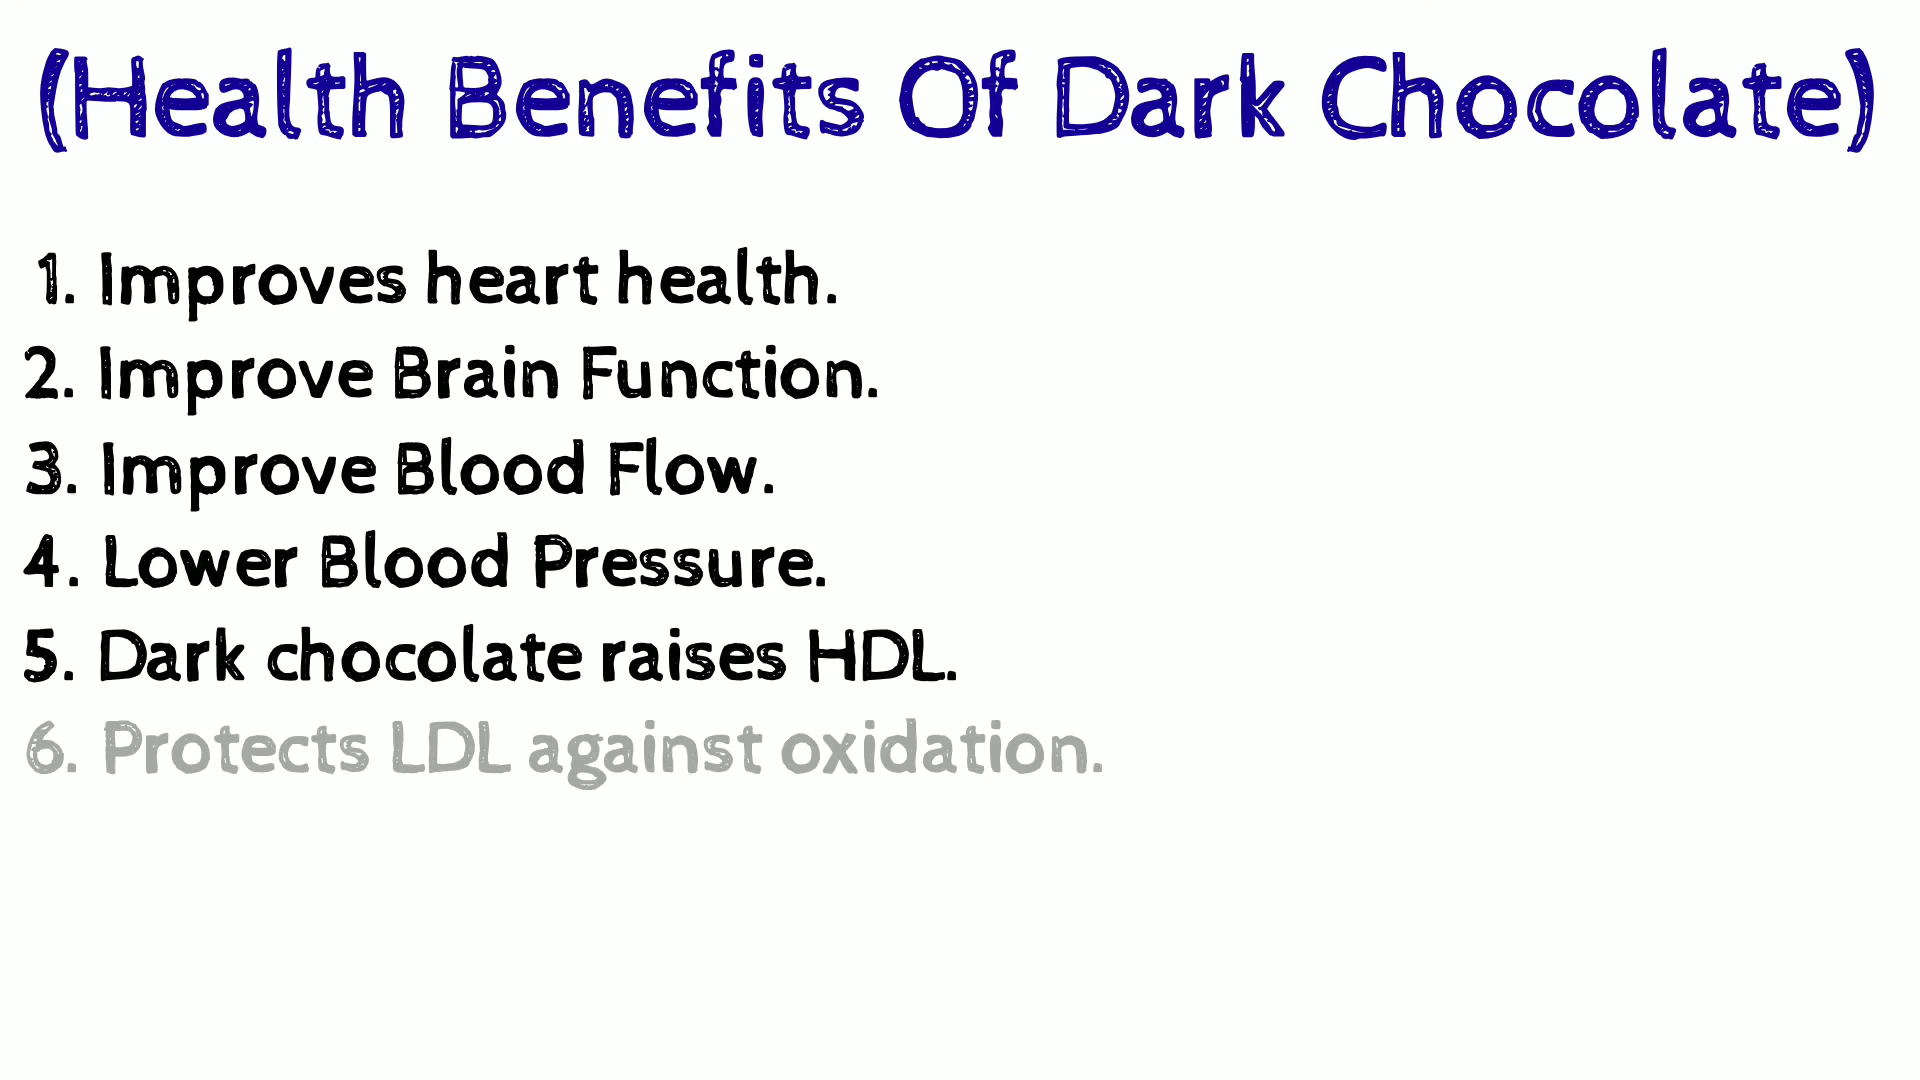 (Health Benefits Of Dark Chocolate)
1. Improves heart health.
2. Improve Brain Function.
3. Improve Blood Flow.
4. Lower Blood Pressure.
5. Dark chocolate raises HDL.
6. Protects LDL against oxidation.